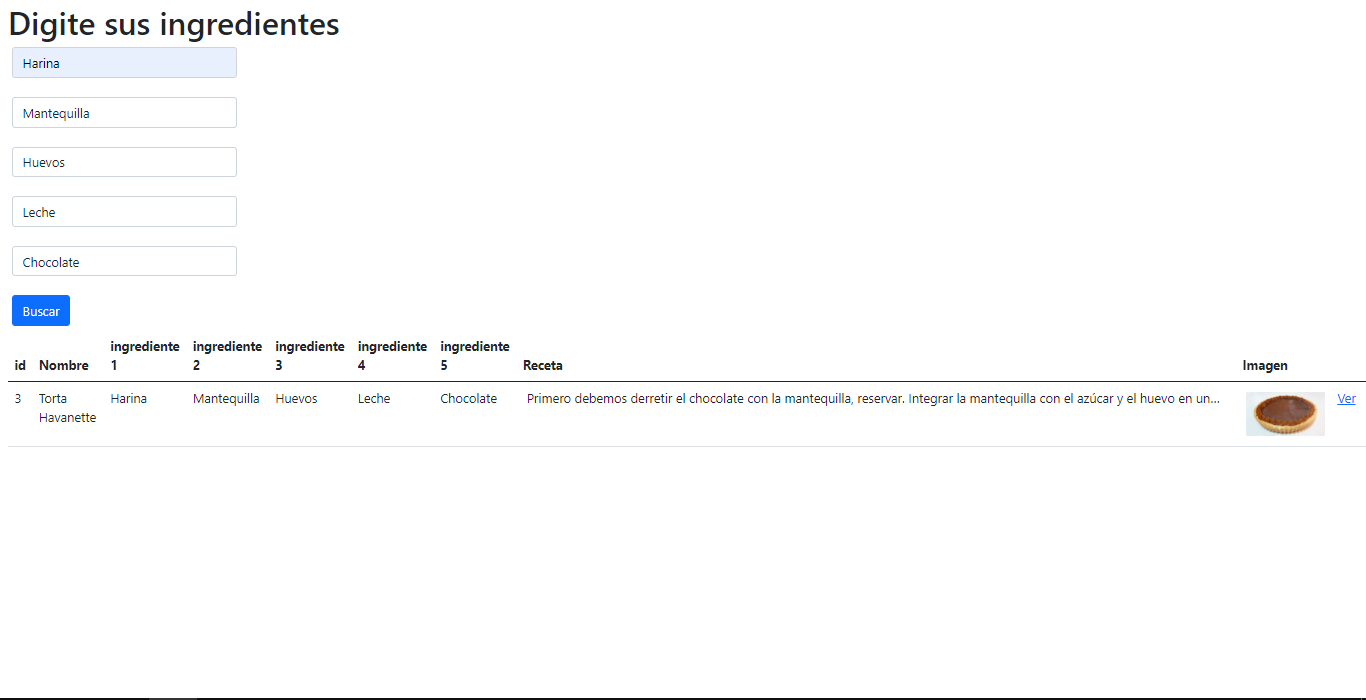 Digite sus ingredientes
Harina
Mantequilla
Huevos
Leche
Chocolate
Buscar
id Nombre ingrediente 1 ingrediente 2 ingrediente 3 ingrediente 4 ingrediente 5 Receta Imagen
3 Torta Havanette Harina Mantequilla Huevos Leche Chocolate Primero debemos derretir el chocolate con la mantequilla, reservar. Integrar la mantequilla con el azúcar y el huevo en un... Ver